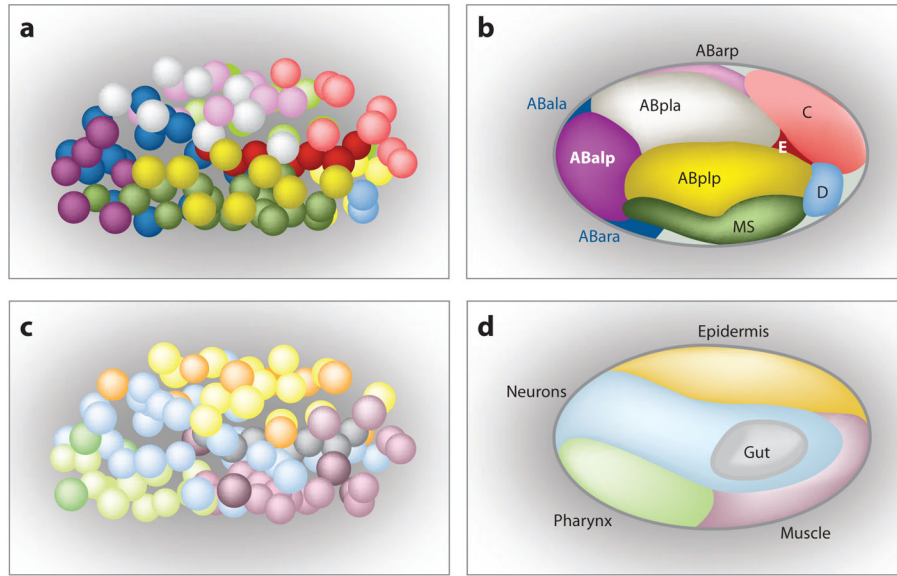 a
b
ABarp
ABala
ABpla
C
E
ABalp
ABplp
D
MS
ABara
c
d
Epidermis
Neurons
Gut
Pharynx
Muscle